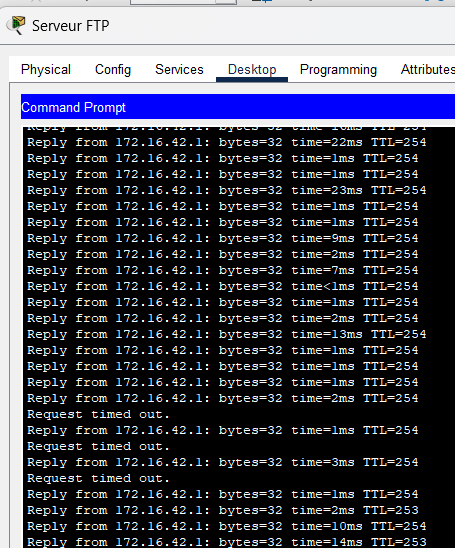 Serveur FTP
Physical Config Services Desktop Programming Attributes
Command Prompt
Reply from 172.16.42.1: bytes=32 time=22ms TTL=254
Reply from 172.16.42.1: bytes=32 time=1ms TTL=254
Reply from 172.16.42.1: bytes=32 time=1ms TTL=254
Reply from 172.16.42.1: bytes=32 time=23ms TTL=254
Reply from 172.16.42.1: bytes=32 time=1ms TTL=254
Reply from 172.16.42.1: bytes=32 time=1ms TTL=254
Reply from 172.16.42.1: bytes=32 time=9ms TTL=254
Reply from 172.16.42.1: bytes=32 time=2ms TTL=254
Reply from 172.16.42.1: bytes=32 time=7ms TTL=254
Reply from 172.16.42.1: bytes=32 time<1ms TTL=254
Reply from 172.16.42.1: bytes=32 time=1ms TTL=254
Reply from 172.16.42.1: bytes=32 time=2ms TTL=254
Reply from 172.16.42.1: bytes=32 time=13ms TTL=254
Reply from 172.16.42.1: bytes=32 time=1ms TTL=254
Reply from 172.16.42.1: bytes=32 time=1ms TTL=254
Reply from 172.16.42.1: bytes=32 time=1ms TTL=254
Reply from 172.16.42.1: bytes=32 time=2ms TTL=254
Request timed out.
Reply from 172.16.42.1: bytes=32 time=1ms TTL=254
Request timed out.
Reply from 172.16.42.1: bytes=32 time=3ms TTL=254
Request timed out.
Reply from 172.16.42.1: bytes=32 time=1ms TTL=254
Reply from 172.16.42.1: bytes=32 time=2ms TTL=253
Reply from 172.16.42.1: bytes=32 time=10ms TTL=254
Reply from 172.16.42.1: bytes=32 time=14ms TTL=253